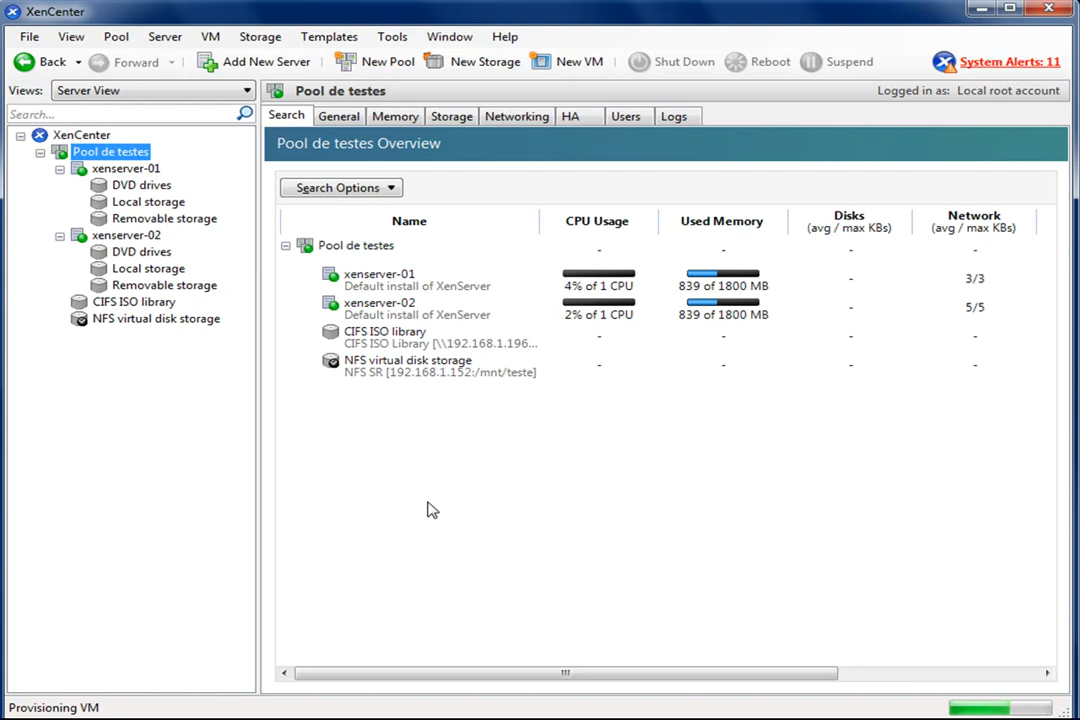 XenCenter
File View Pool Server VM Storage Templates Tools Window Help
Back Forward Add New Server New Pool New Storage New VM Shut Down Reboot Suspend System Alerts: 11
Views: Server View
Pool de testes Logged in as: Local root account
Search...
Search General Memory Storage Networking HA Users Logs
XenCenter
Pool de testes
xenserver-01
DVD drives
Local storage
Removable storage
xenserver-02
DVD drives
Local storage
Removable storage
CIFS ISO library
NFS virtual disk storage
Pool de testes Overview
Search Options
Name CPU Usage Used Memory Disks Network
(avg / max KBs) (avg / max KBs)
Pool de testes - - - -
xenserver-01
Default install of XenServer 4% of 1 CPU 839 of 1800 MB - 3/3
xenserver-02
Default install of XenServer 2% of 1 CPU 839 of 1800 MB - 5/5
CIFS ISO library
CIFS ISO Library [\\192.168.1.196... - - - -
NFS virtual disk storage
NFS SR [192.168.1.152:/mnt/teste] - - - -
Provisioning VM